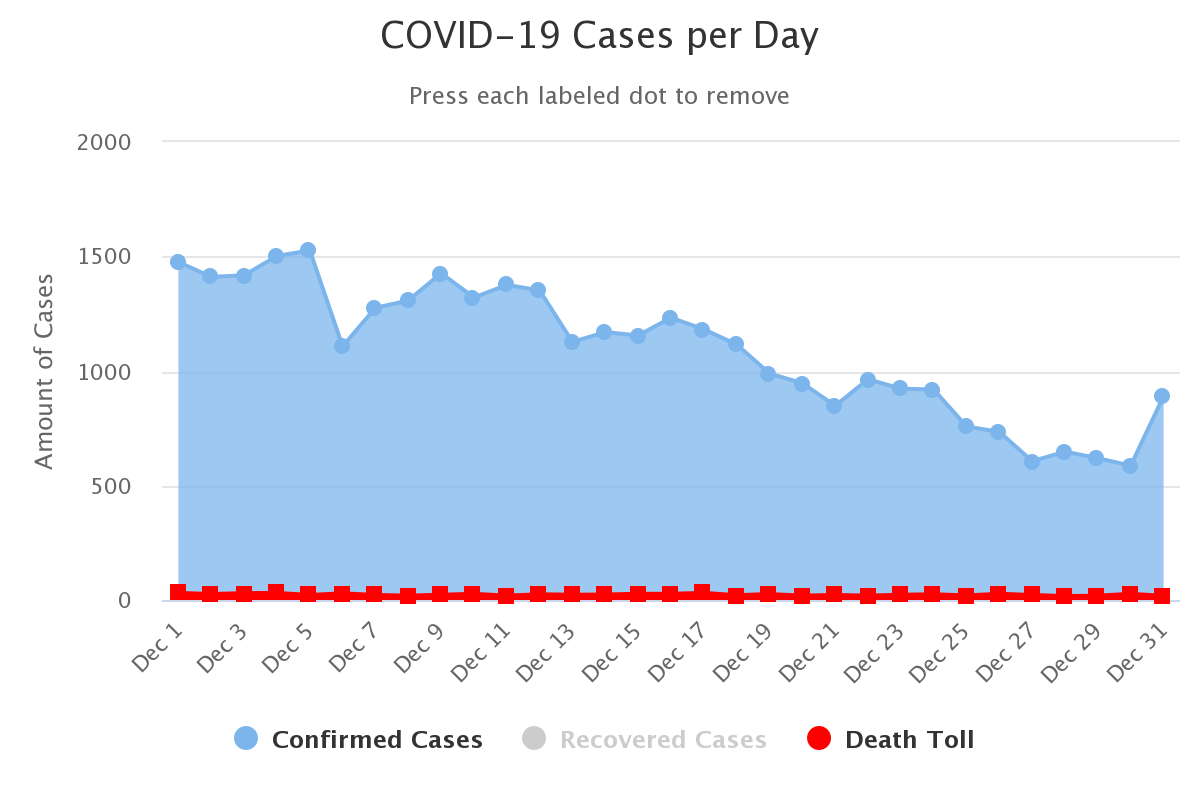 COVID-19 Cases per Day
Press each labeled dot to remove
2000
1500
1000
500
0
Amount of Cases
Dec 1
Dec 3
Dec 5
Dec 7
Dec 9
Dec 11
Dec 13
Dec 15
Dec 17
Dec 19
Dec 21
Dec 23
Dec 25
Dec 27
Dec 29
Dec 31
Confirmed Cases
Recovered Cases
Death Toll